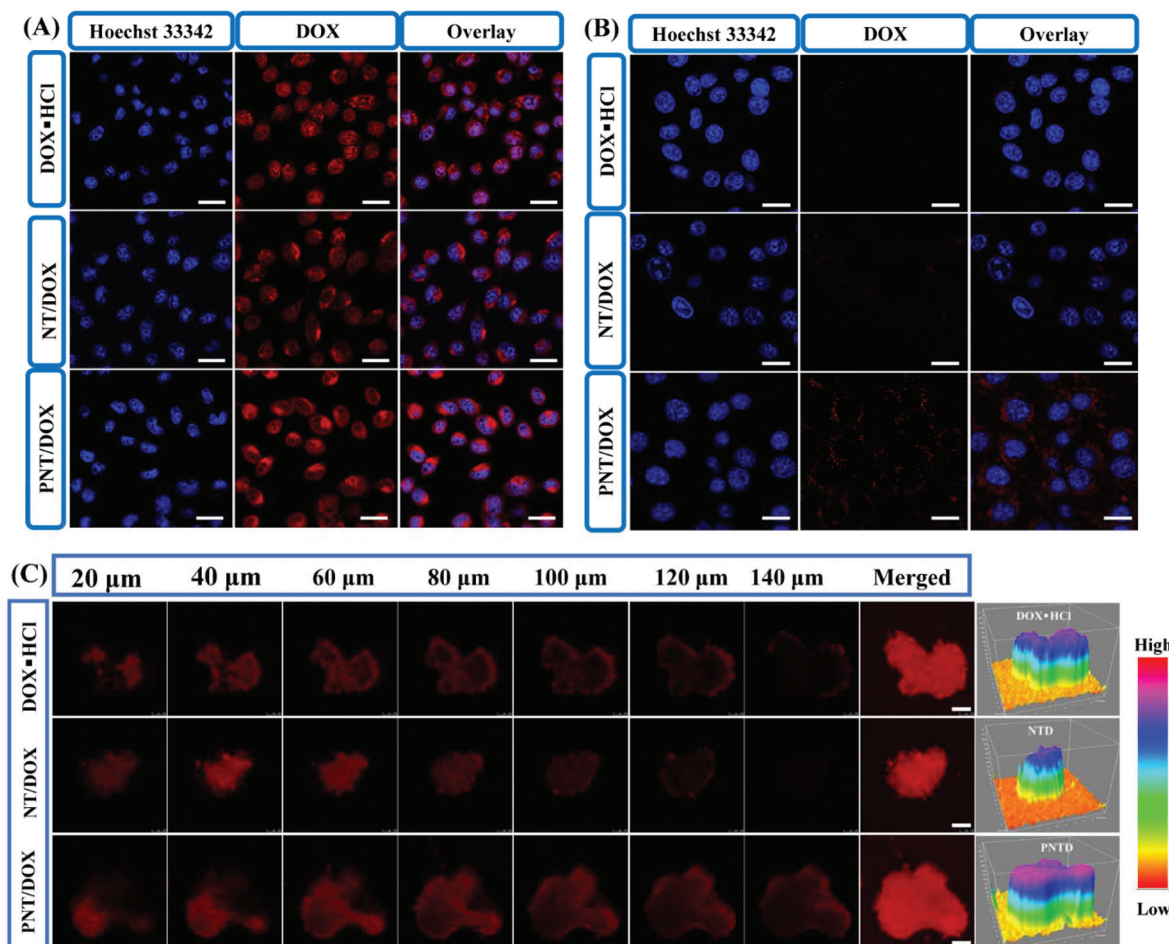 (A)
Hoechst 33342 DOX Overlay
DOX▪HCl
NT/DOX
PNT/DOX
(B)
Hoechst 33342 DOX Overlay
DOX▪HCl
NT/DOX
PNT/DOX
(C)
20 µm 40 µm 60 µm 80 µm 100 µm 120 µm 140 µm Merged
DOX▪HCl
NT/DOX
PNT/DOX
DOX▪HCl
NTD
PNTD
High
Low